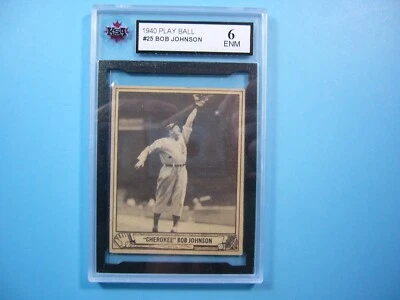 KSA
1940 PLAY BALL
#25 BOB JOHNSON
6
ENM
"CHEROKEE" BOB JOHNSON